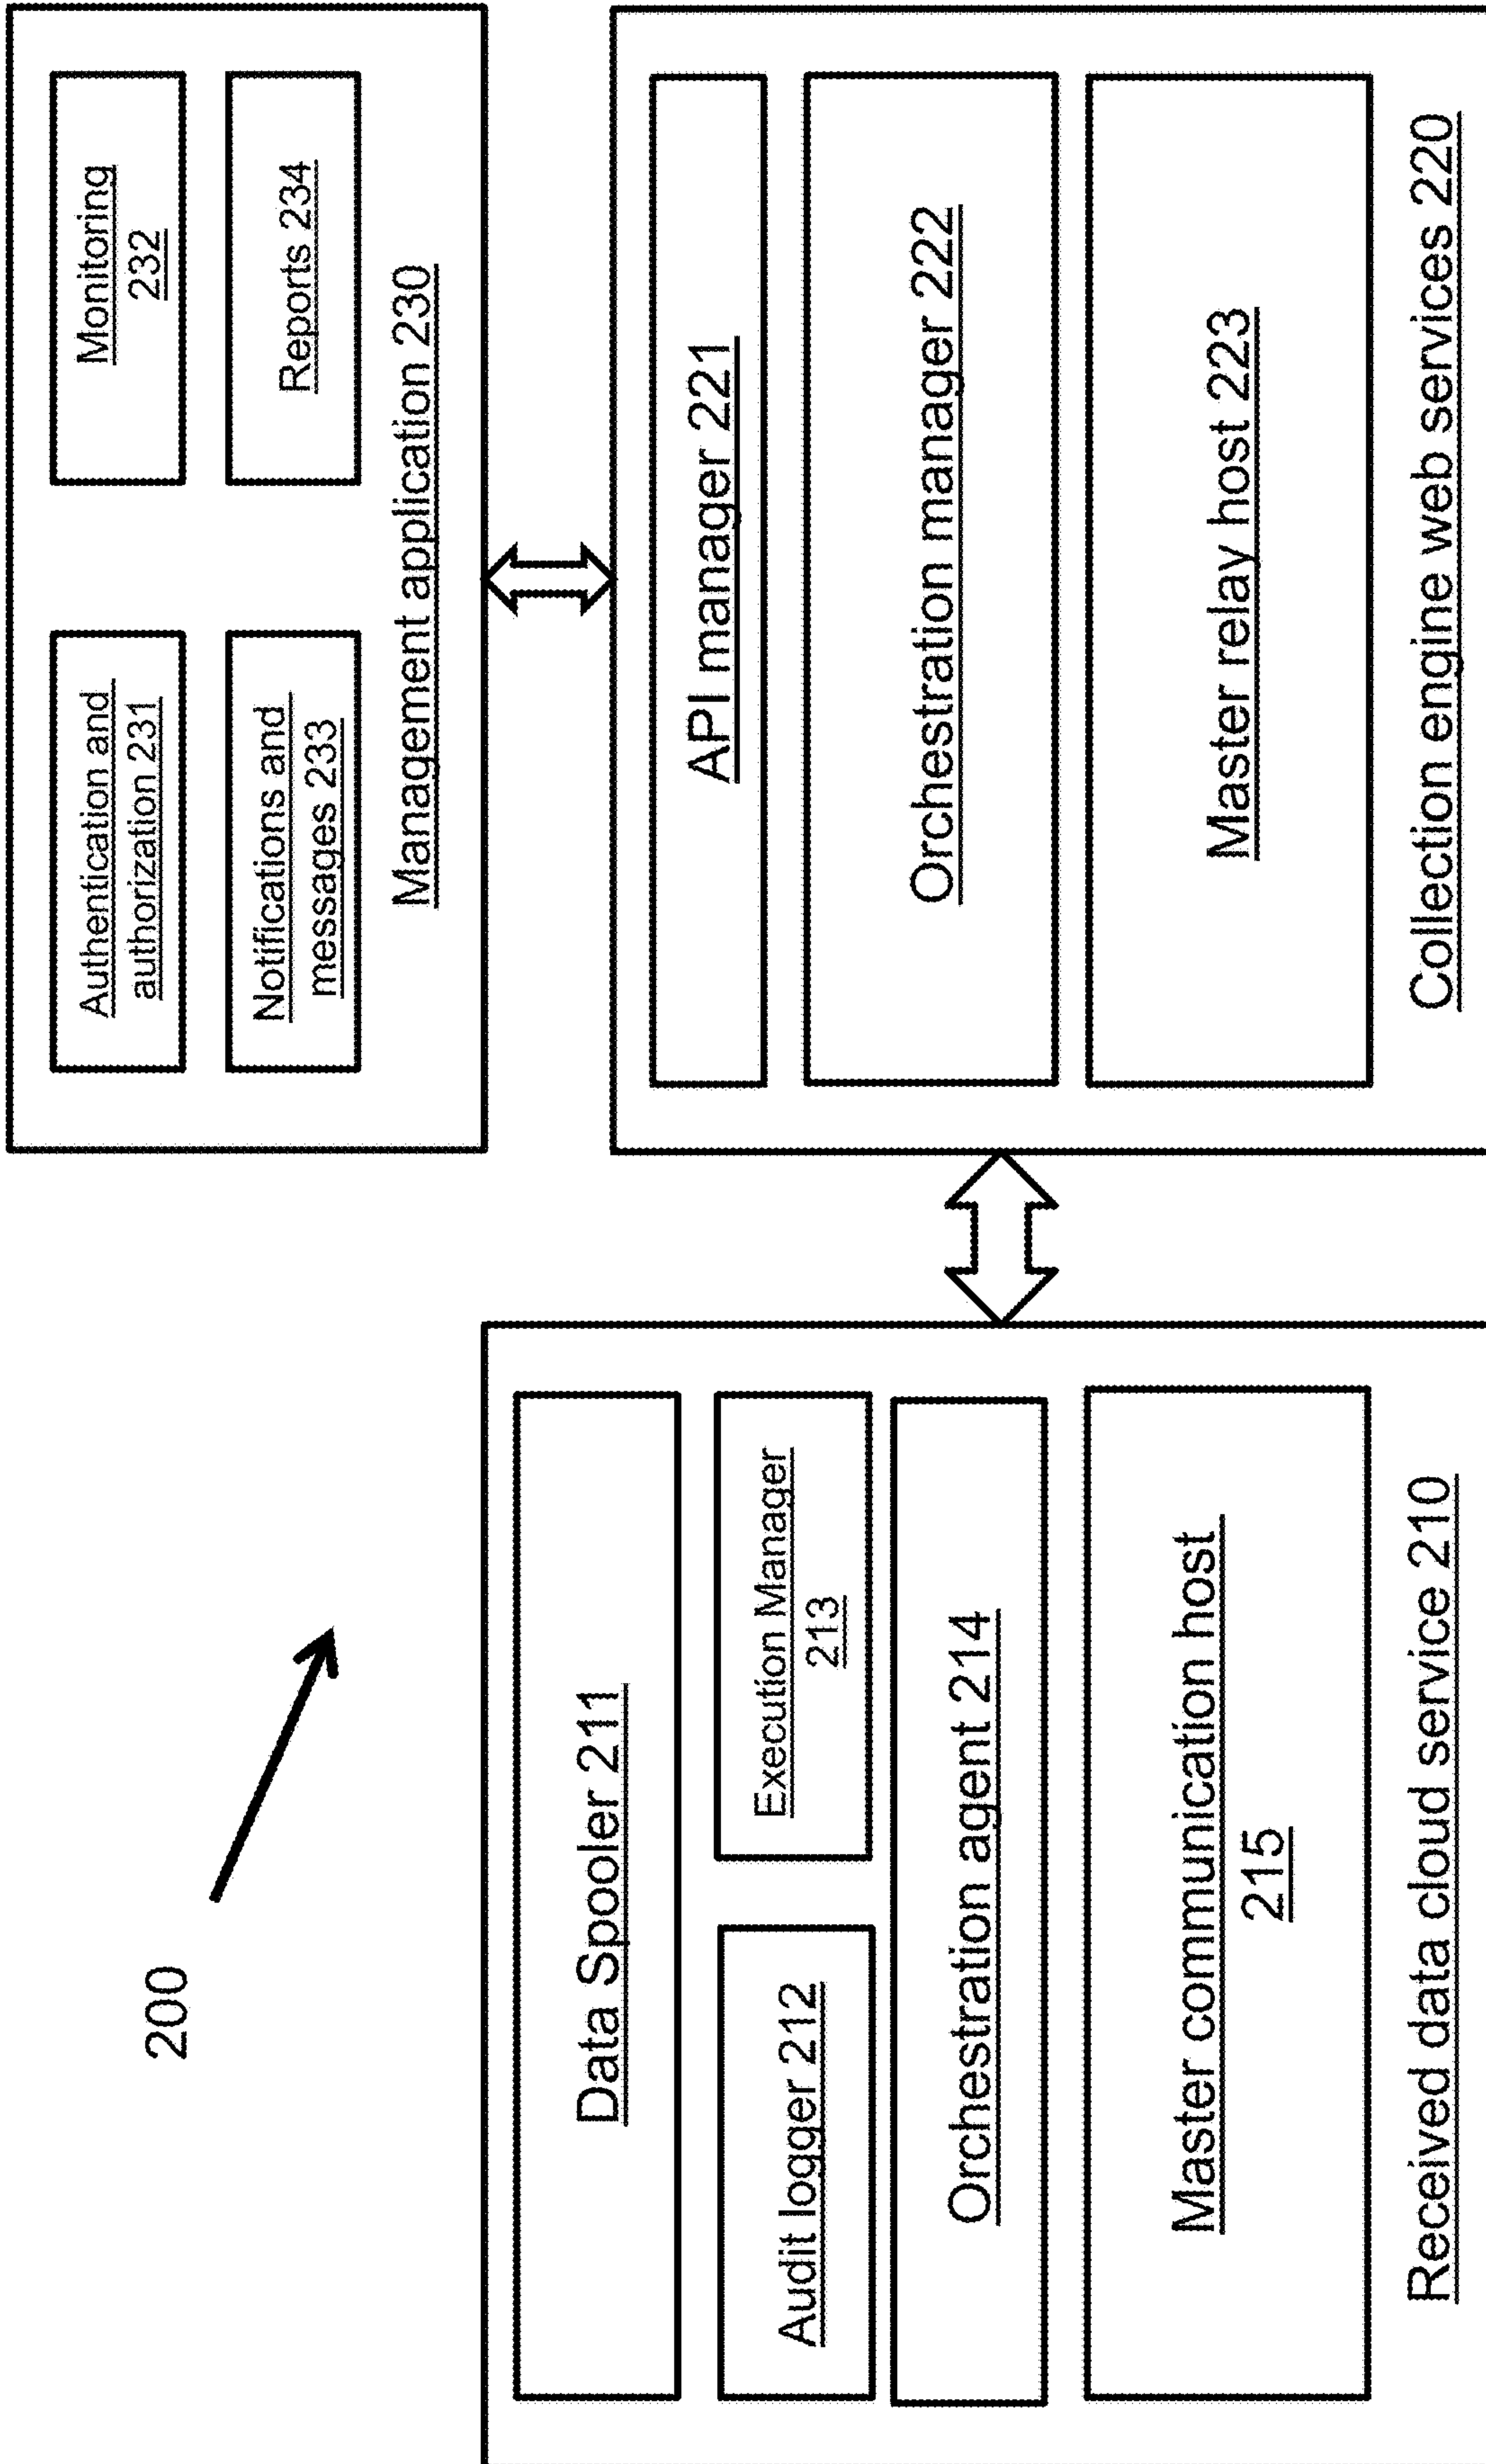 200
Authentication and
authorization 231
Monitoring
232
Notifications and
messages 233
Reports 234
Management application 230
Data Spooler 211
Audit logger 212
Execution Manager
213
Orchestration agent 214
Master communication host
215
Received data cloud service 210
API manager 221
Orchestration manager 222
Master relay host 223
Collection engine web services 220